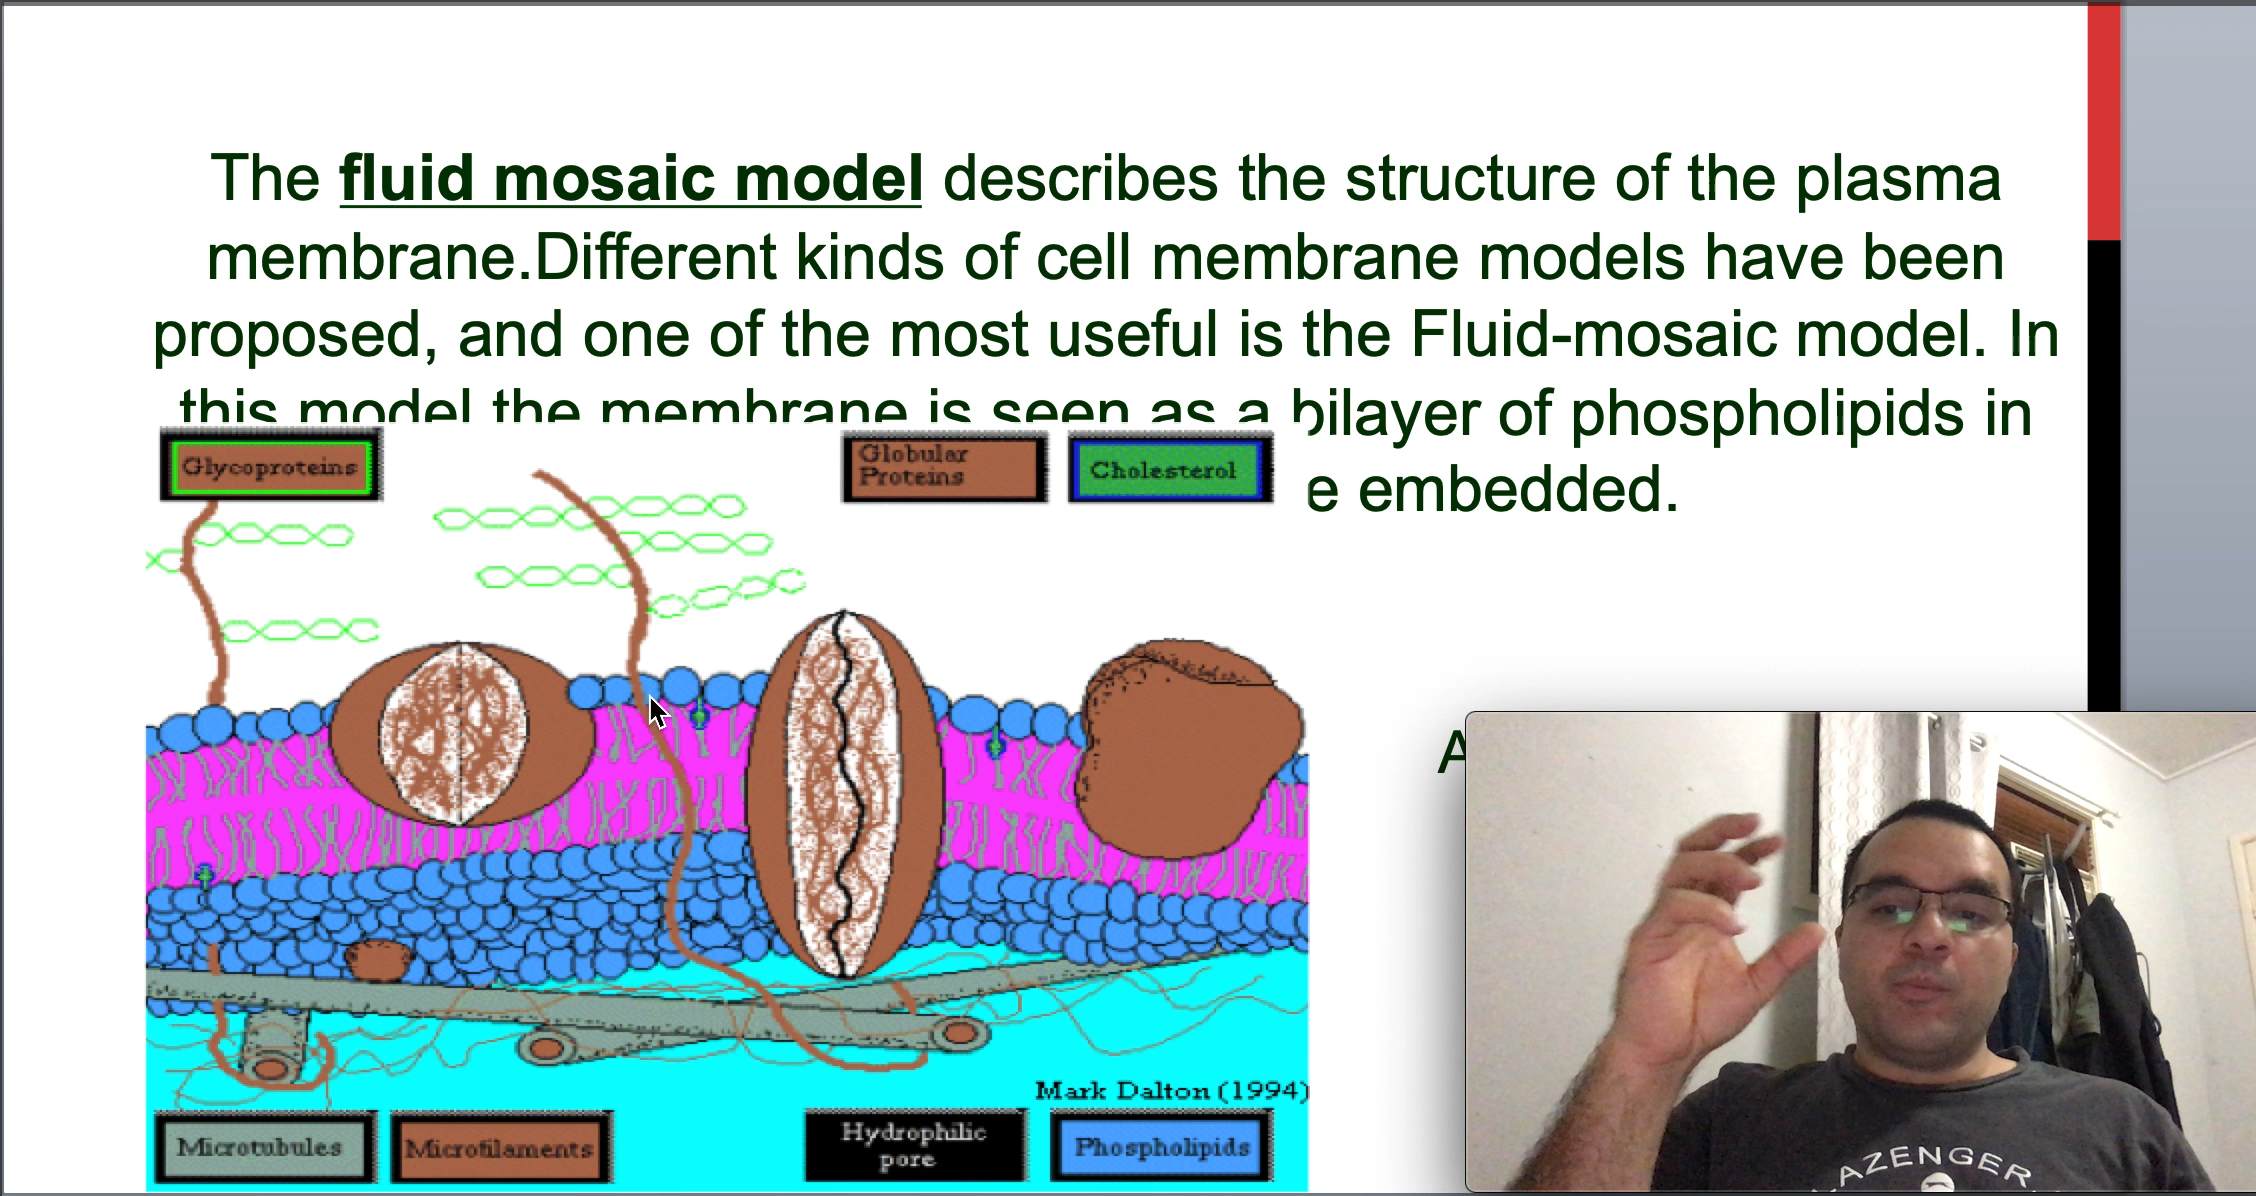 The fluid mosaic model describes the structure of the plasma
membrane.Different kinds of cell membrane models have been
proposed, and one of the most useful is the Fluid-mosaic model. In
this model the membrane is seen as a bilayer of phospholipids in
e embedded.
Glycoproteins
Globular
Proteins
Cholesterol
A
Mark Dalton (1994)
Microtubules
Microfilaments
Hydrophilic
pore
Phospholipids
AZENGER